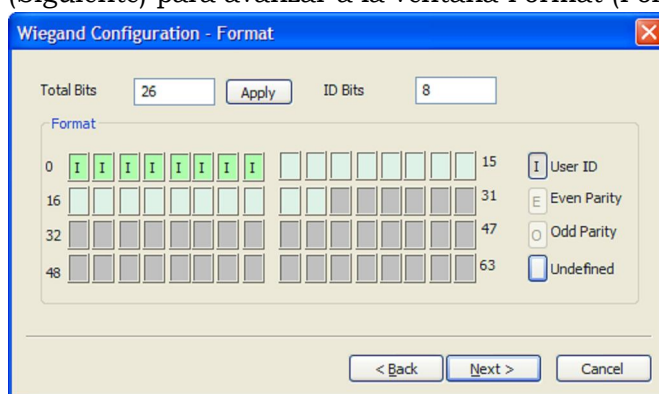 (Siguiente) para avanzar a la ventana Format (For
Wiegand Configuration - Format
Total Bits 26 Apply ID Bits 8
Format
0 I I I I I I I I 15 I User ID
16 31 E Even Parity
32 47 O Odd Parity
48 63 Undefined
< Back Next > Cancel